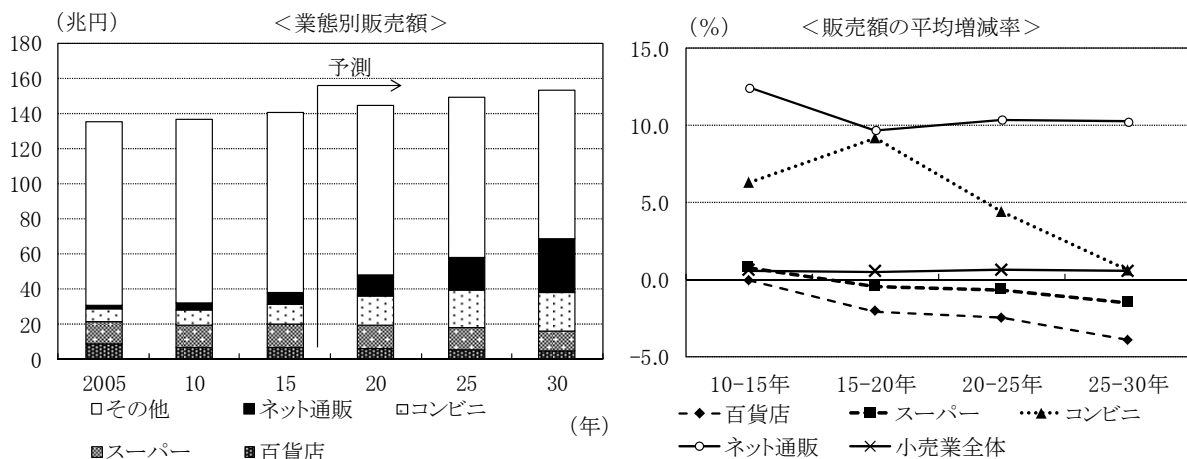 (兆円)
＜業態別販売額＞
180
160
140
120
100
80
60
40
20
0
予測
2005 10 15 20 25 30
(年)
その他 ネット通販 コンビニ
スーパー 百貨店
(%)
＜販売額の平均増減率＞
15.0
10.0
5.0
0.0
-5.0
10-15年 15-20年 20-25年 25-30年
百貨店 スーパー コンビニ
ネット通販 小売業全体